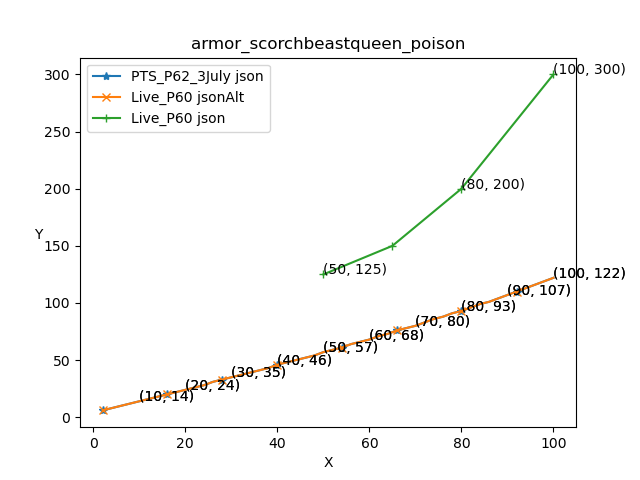 armor_scorchbeastqueen_poison
PTS_P62_3July json
Live_P60 jsonAlt
Live_P60 json
(100, 300)
(80, 200)
(50, 125)
(100, 122)
(90, 107)
(80, 93)
(70, 80)
(60, 68)
(50, 57)
(40, 46)
(30, 35)
(20, 24)
(10, 14)
300
250
200
150
100
50
0
Y
0 20 40 60 80 100
X